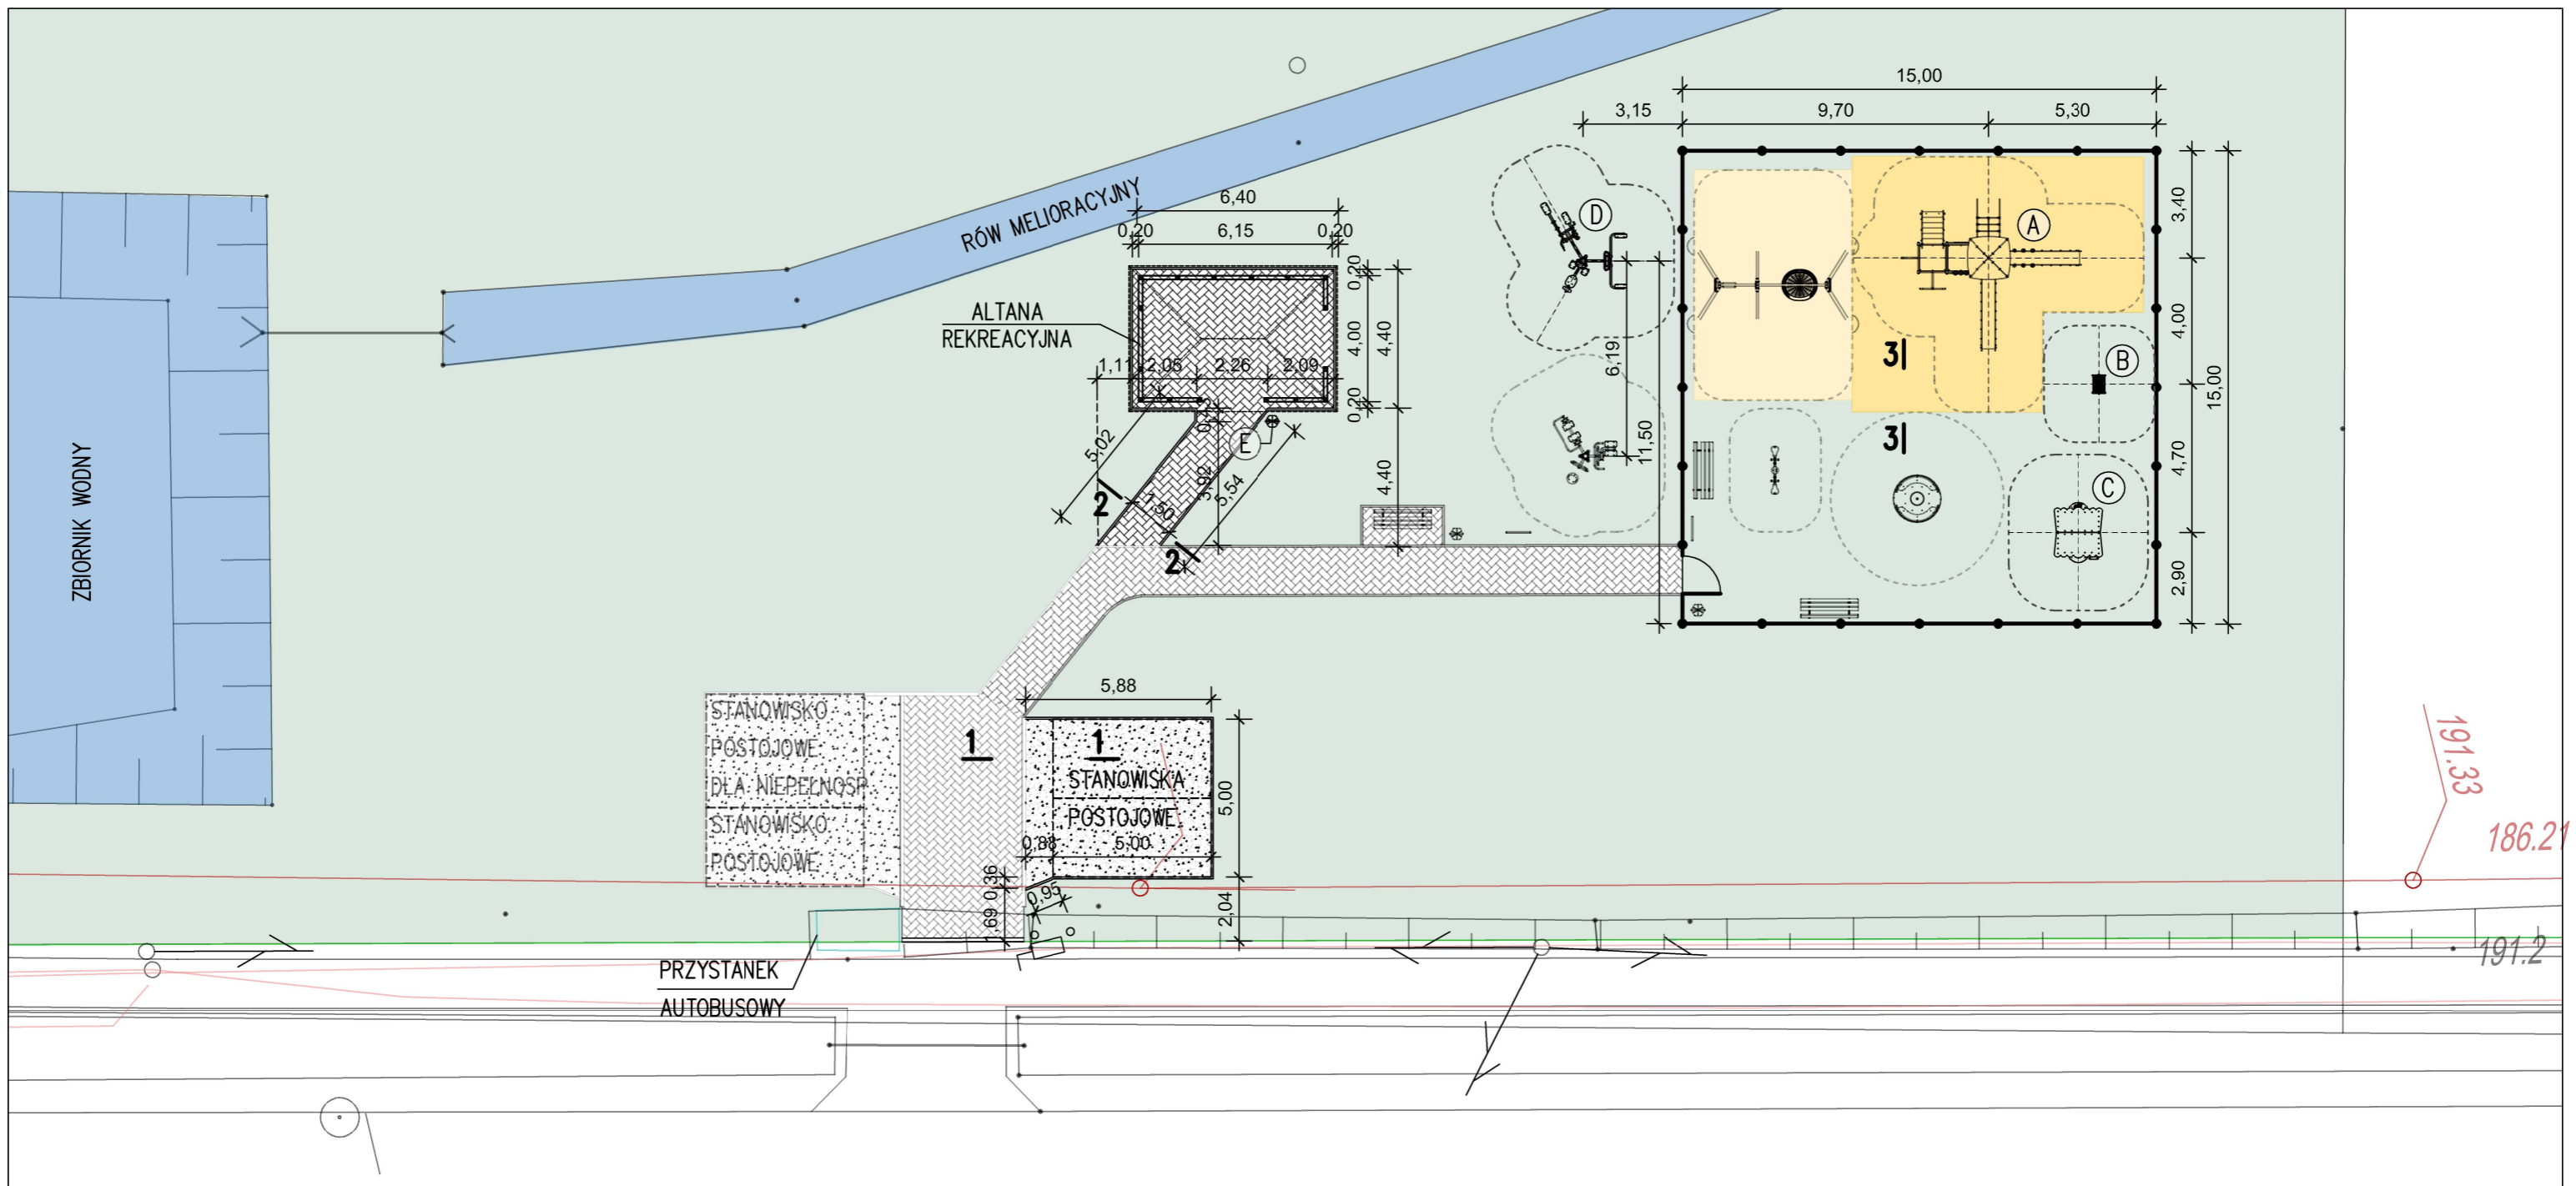 15,00
3,15
9,70
5,30
RÓW MELIORACYJNY
6,40
0,20
6,15
0,20
D
A
3,40
0,20
ALTANA
REKREACYJNA
4,00
4,40
6,19
3|
4,00
B
15,00
1,11
2,05
2,26
2,09
0,20
E
5,02
3,92
5,54
4,40
11,50
3|
4,70
C
ZBIORNIK WODNY
2
1,50
2
2,90
5,88
STANOWISKO
POSTOJOWE
DLA NIEPEŁNOSP.
STANOWISKO
POSTOJOWE
1
1
STANOWISKA
POSTOJOWE
5,00
0,88
5,00
191.33
186.21
0,36
0,95
1,69
2,04
191.2
PRZYSTANEK
AUTOBUSOWY